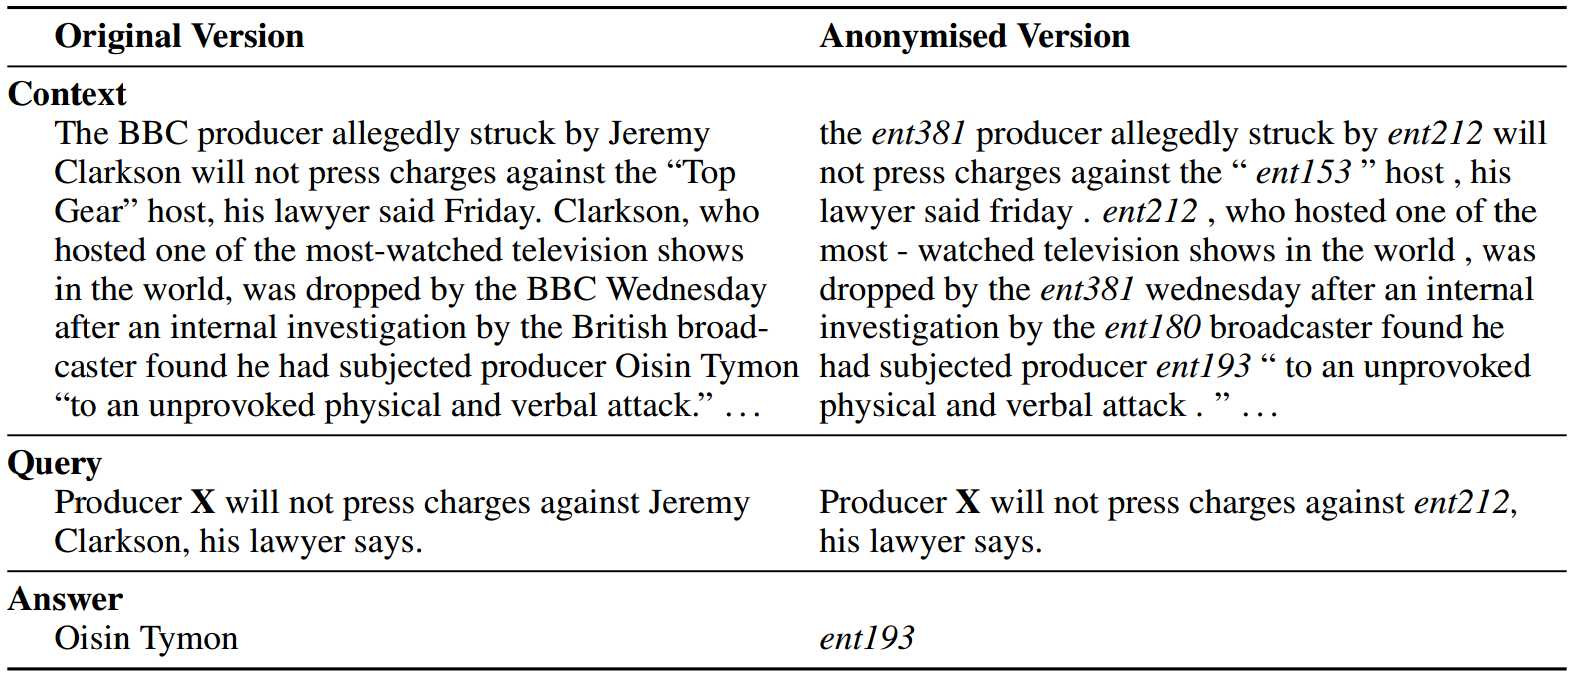 Original Version
Anonymised Version
Context
The BBC producer allegedly struck by Jeremy
Clarkson will not press charges against the “Top
Gear” host, his lawyer said Friday. Clarkson, who
hosted one of the most-watched television shows
in the world, was dropped by the BBC Wednesday
after an internal investigation by the British broad-
caster found he had subjected producer Oisin Tymon
“to an unprovoked physical and verbal attack.” …
the ent381 producer allegedly struck by ent212 will
not press charges against the “ ent153 ” host , his
lawyer said friday . ent212 , who hosted one of the
most - watched television shows in the world , was
dropped by the ent381 wednesday after an internal
investigation by the ent180 broadcaster found he
had subjected producer ent193 “ to an unprovoked
physical and verbal attack . ” …
Query
Producer X will not press charges against Jeremy
Clarkson, his lawyer says.
Producer X will not press charges against ent212,
his lawyer says.
Answer
Oisin Tymon
ent193